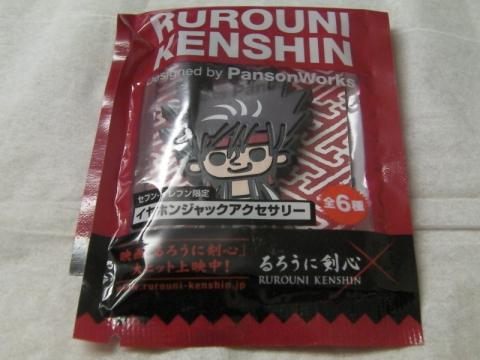 RUROUNI
KENSHIN
designed by PansonWorks
セブン-イレブン限定
イヤホンジャックアクセサリー
全6種
映画「るろうに剣心」
大ヒット上映中!
www.rurouni-kenshin.jp
るろうに剣心
RUROUNI KENSHIN